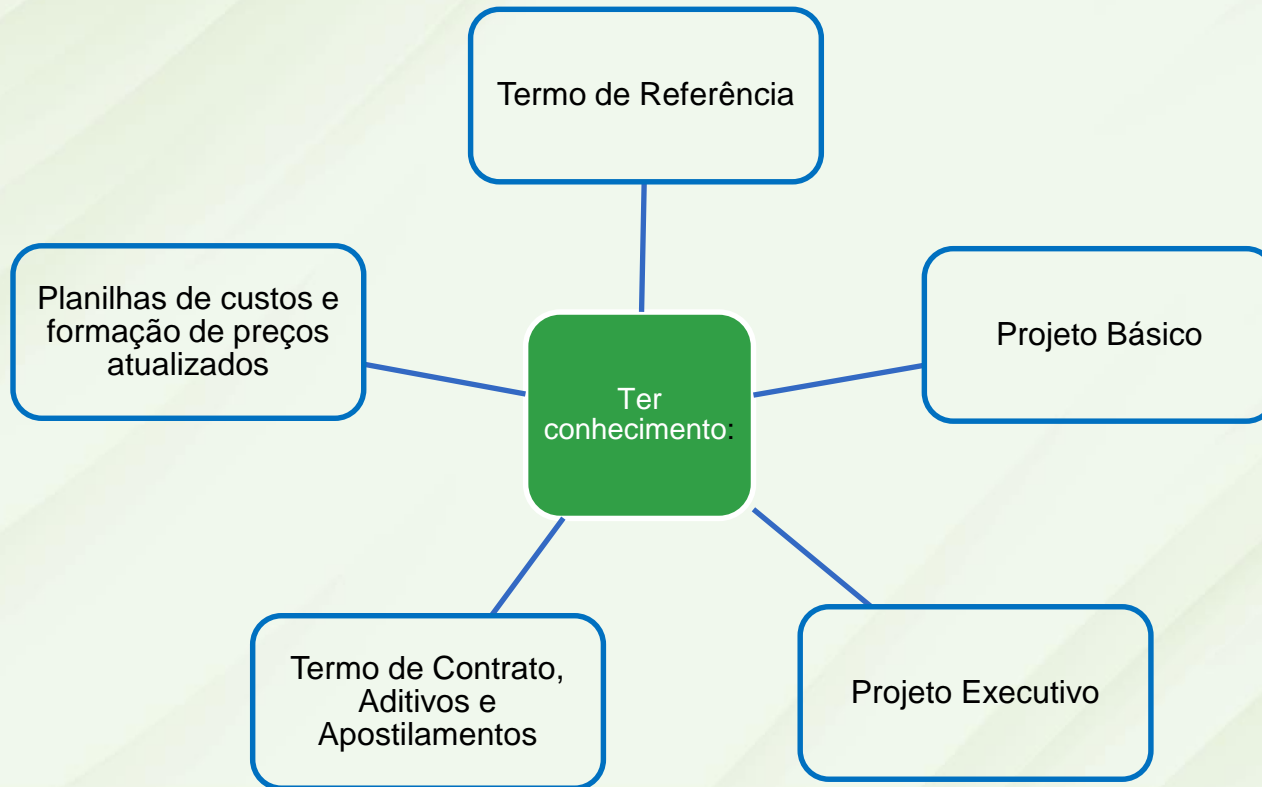 Termo de Referência
Planilhas de custos e
formação de preços
atualizados
Projeto Básico
Ter
conhecimento:
Termo de Contrato,
Aditivos e
Apostilamentos
Projeto Executivo